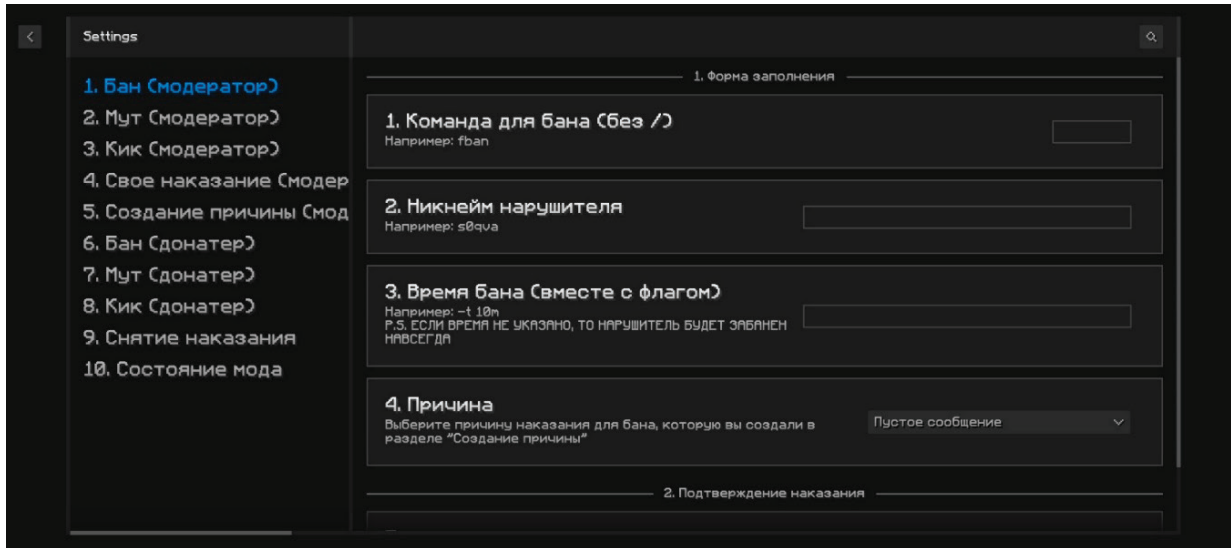 Settings
1. Бан (модератор)
2. Мут (модератор)
3. Кик (модератор)
4. Свое наказание (модер
5. Создание причины (мод
6. Бан (донатер)
7. Мут (донатер)
8. Кик (донатер)
9. Снятие наказания
10. Состояние мода
1. Форма заполнения
1. Команда для бана (без /)
Например: fban
2. Никнейм нарушителя
Например: s0qva
3. Время бана (вместе с флагом)
Например: -t 10m
P.S. ЕСЛИ ВРЕМЯ НЕ УКАЗАНО, ТО НАРУШИТЕЛЬ БУДЕТ ЗАБАНЕН
НАВСЕГДА
4. Причина
Выберите причину наказания для бана, которую вы создали в
разделе "Создание причины"
Пустое сообщение
2. Подтверждение наказания